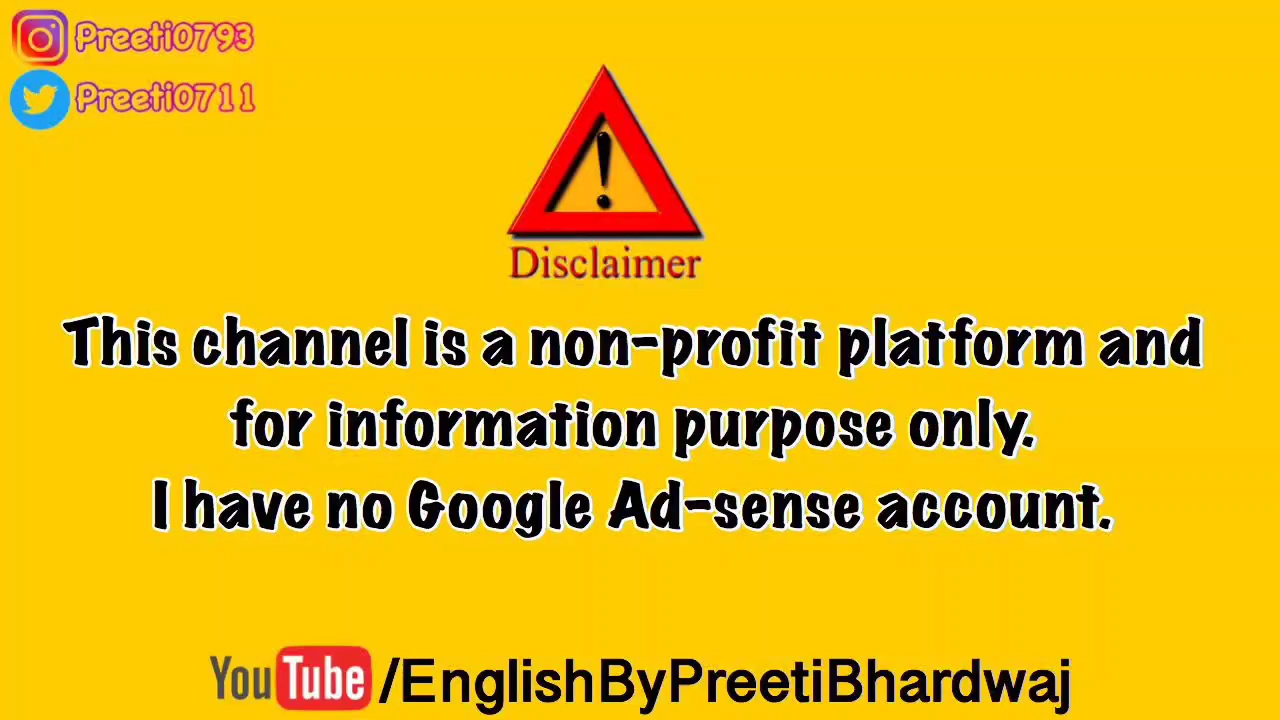 Preeti0793
Preeti0711
!
Disclaimer
This channel is a non-profit platform and
for information purpose only.
I have no Google Ad-sense account.
YouTube/EnglishByPreetiBhardwaj